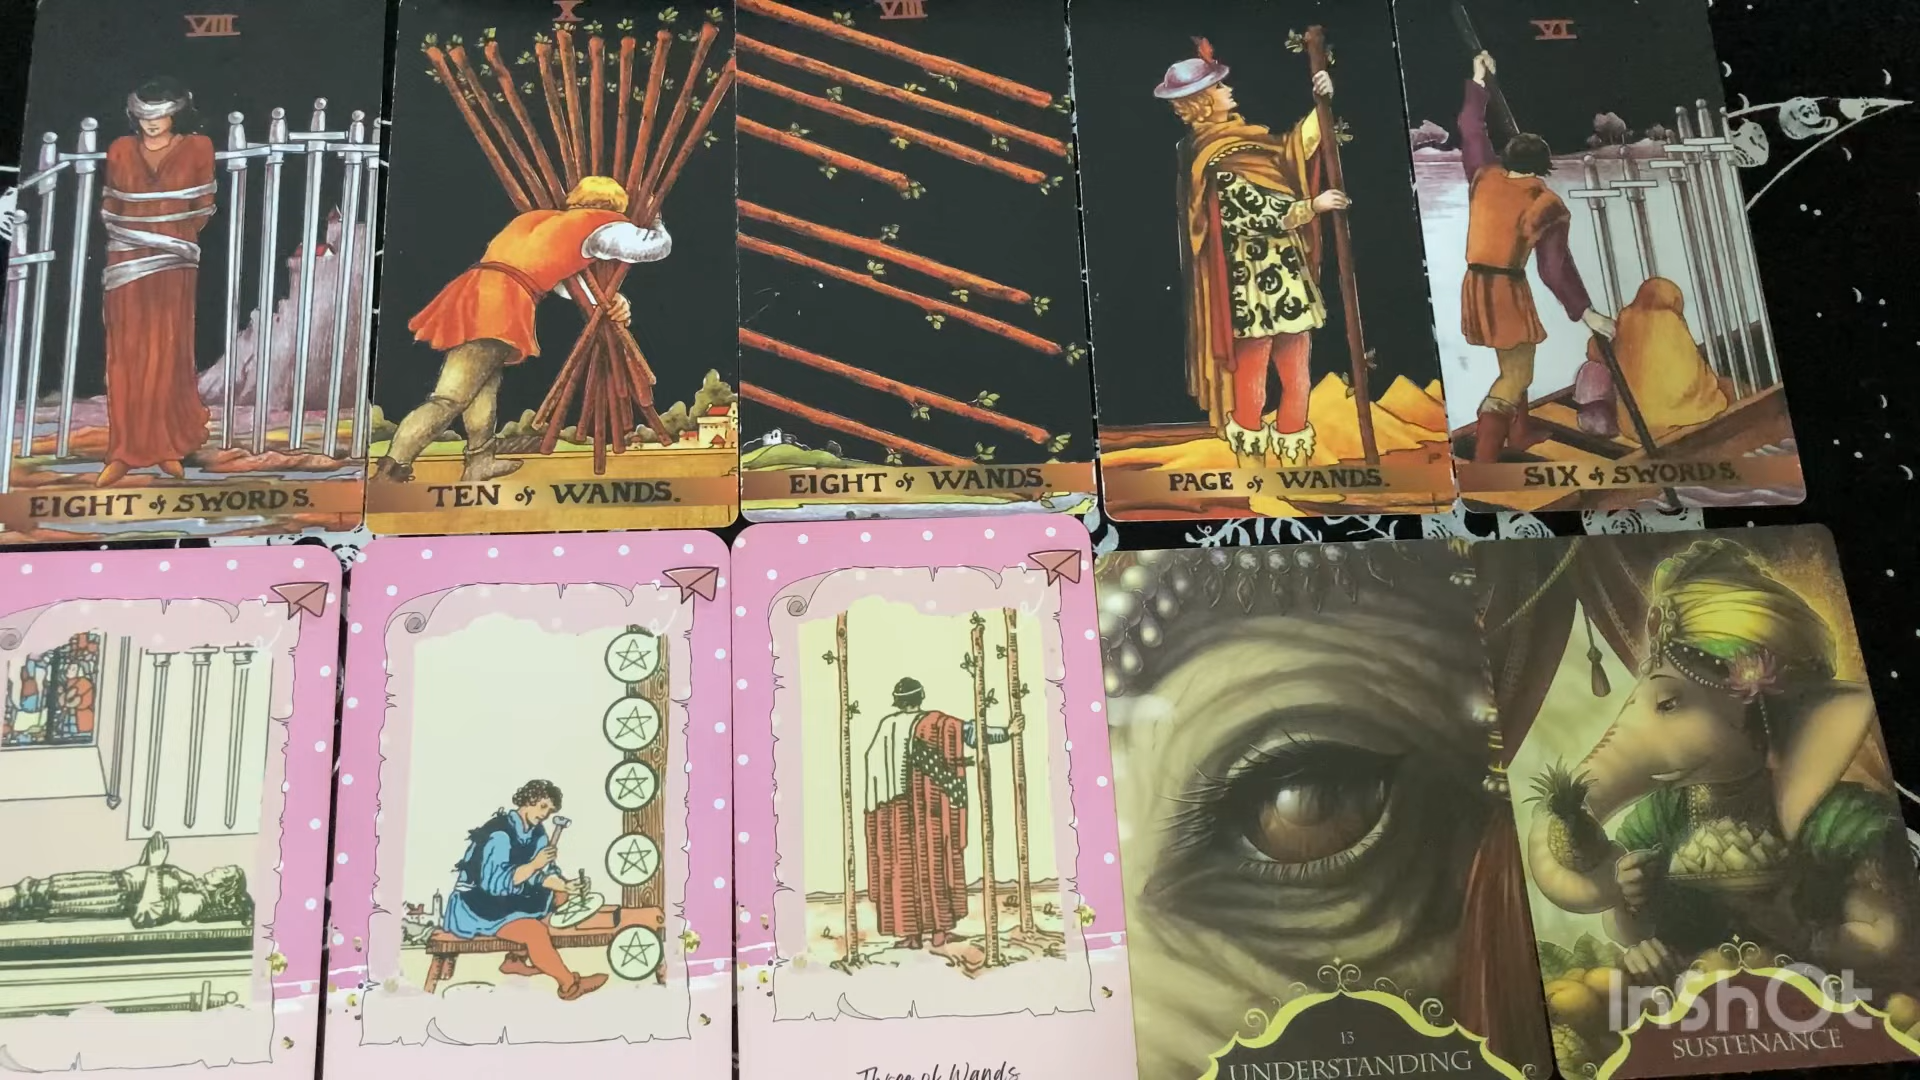 VIII
X
VIII
VI
EIGHT of SWORDS.
TEN of WANDS.
EIGHT of WANDS.
PAGE of WANDS.
SIX of SWORDS.
Three of Wands
13
UNDERSTANDING
SUSTENANCE
InShOt